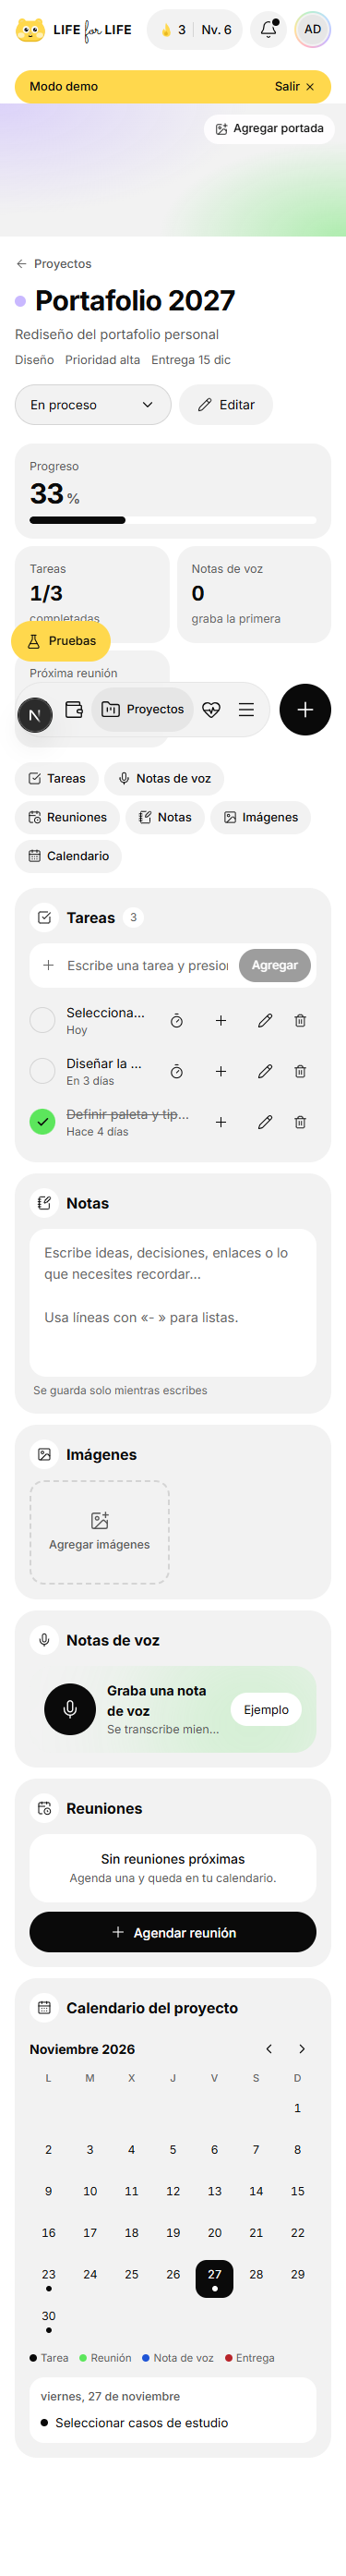 LIFE for LIFE
3
Nv. 6
AD
Modo demo
Salir ×
Agregar portada
← Proyectos
Portafolio 2027
Rediseño del portafolio personal
Diseño Prioridad alta Entrega 15 dic
En proceso
Editar
Progreso
33 %
Tareas
1/3
completadas
Notas de voz
0
graba la primera
Pruebas
Próxima reunión
N
Proyectos
Tareas
Notas de voz
Reuniones
Notas
Imágenes
Calendario
Tareas 3
Escribe una tarea y presion
Agregar
Selecciona...
Hoy
Diseñar la ...
En 3 días
Definir paleta y tip...
Hace 4 días
Notas
Escribe ideas, decisiones, enlaces o lo
que necesites recordar...
Usa líneas con «- » para listas.
Se guarda solo mientras escribes
Imágenes
Agregar imágenes
Notas de voz
Graba una nota
de voz
Se transcribe mien...
Ejemplo
Reuniones
Sin reuniones próximas
Agenda una y queda en tu calendario.
+ Agendar reunión
Calendario del proyecto
Noviembre 2026
L M X J V S D
1
2 3 4 5 6 7 8
9 10 11 12 13 14 15
16 17 18 19 20 21 22
23 24 25 26 27 28 29
30
Tarea Reunión Nota de voz Entrega
viernes, 27 de noviembre
Seleccionar casos de estudio